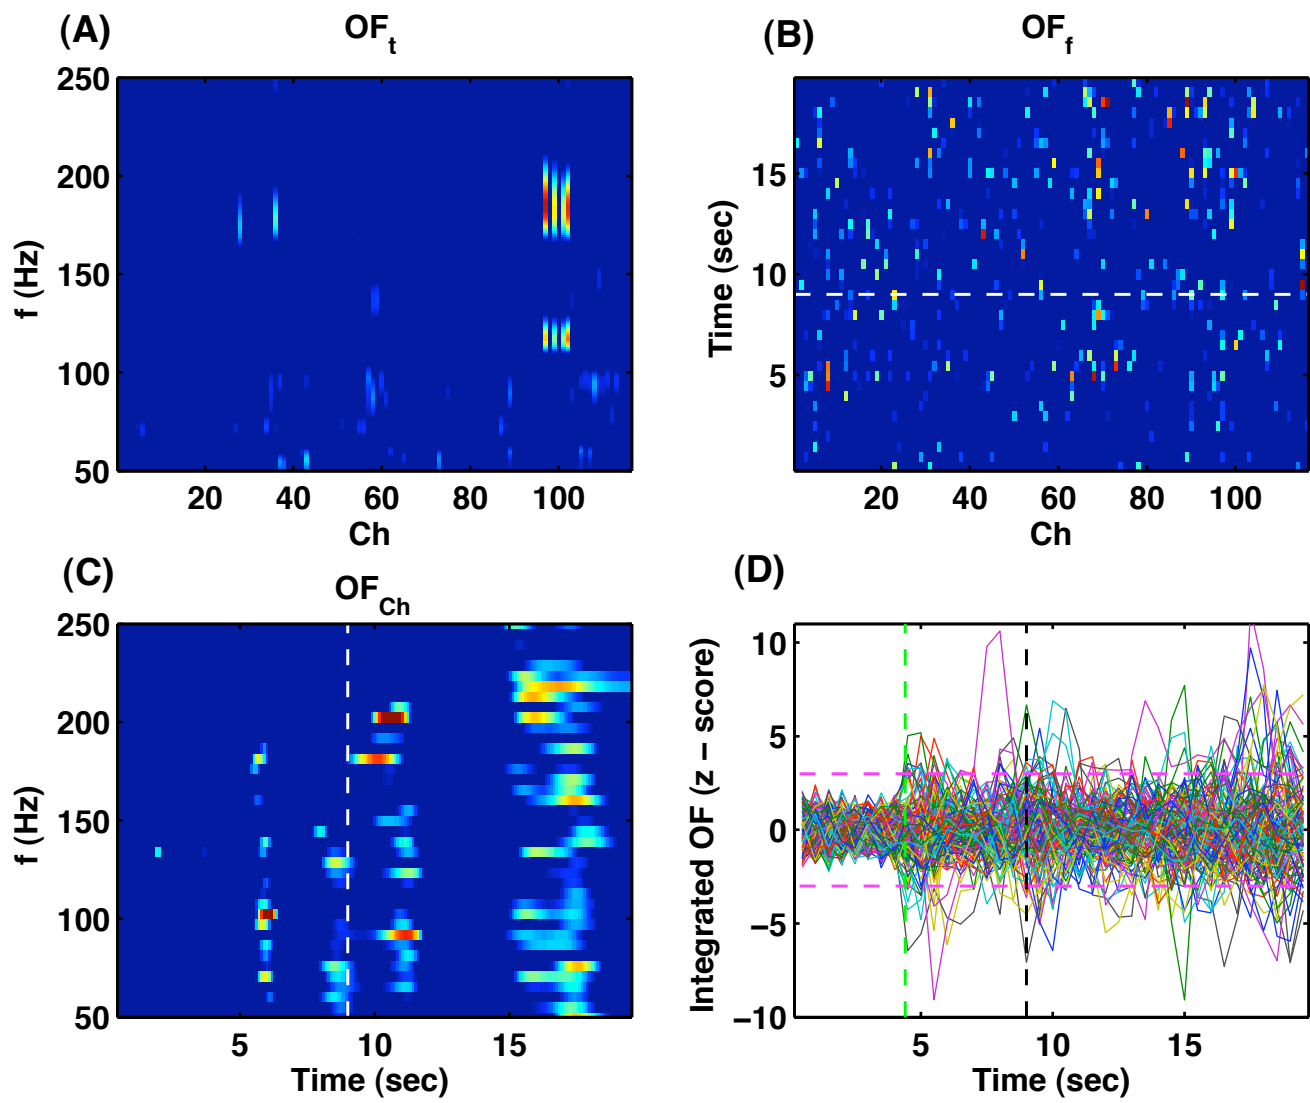 (A)
OF_t
250
200
150
100
50
f (Hz)
20 40 60 80 100
Ch
(B)
OF_f
15
10
5
Time (sec)
20 40 60 80 100
Ch
(C)
OF_Ch
250
200
150
100
50
f (Hz)
5 10 15
Time (sec)
(D)
10
5
0
−5
−10
Integrated OF (z − score)
5 10 15
Time (sec)